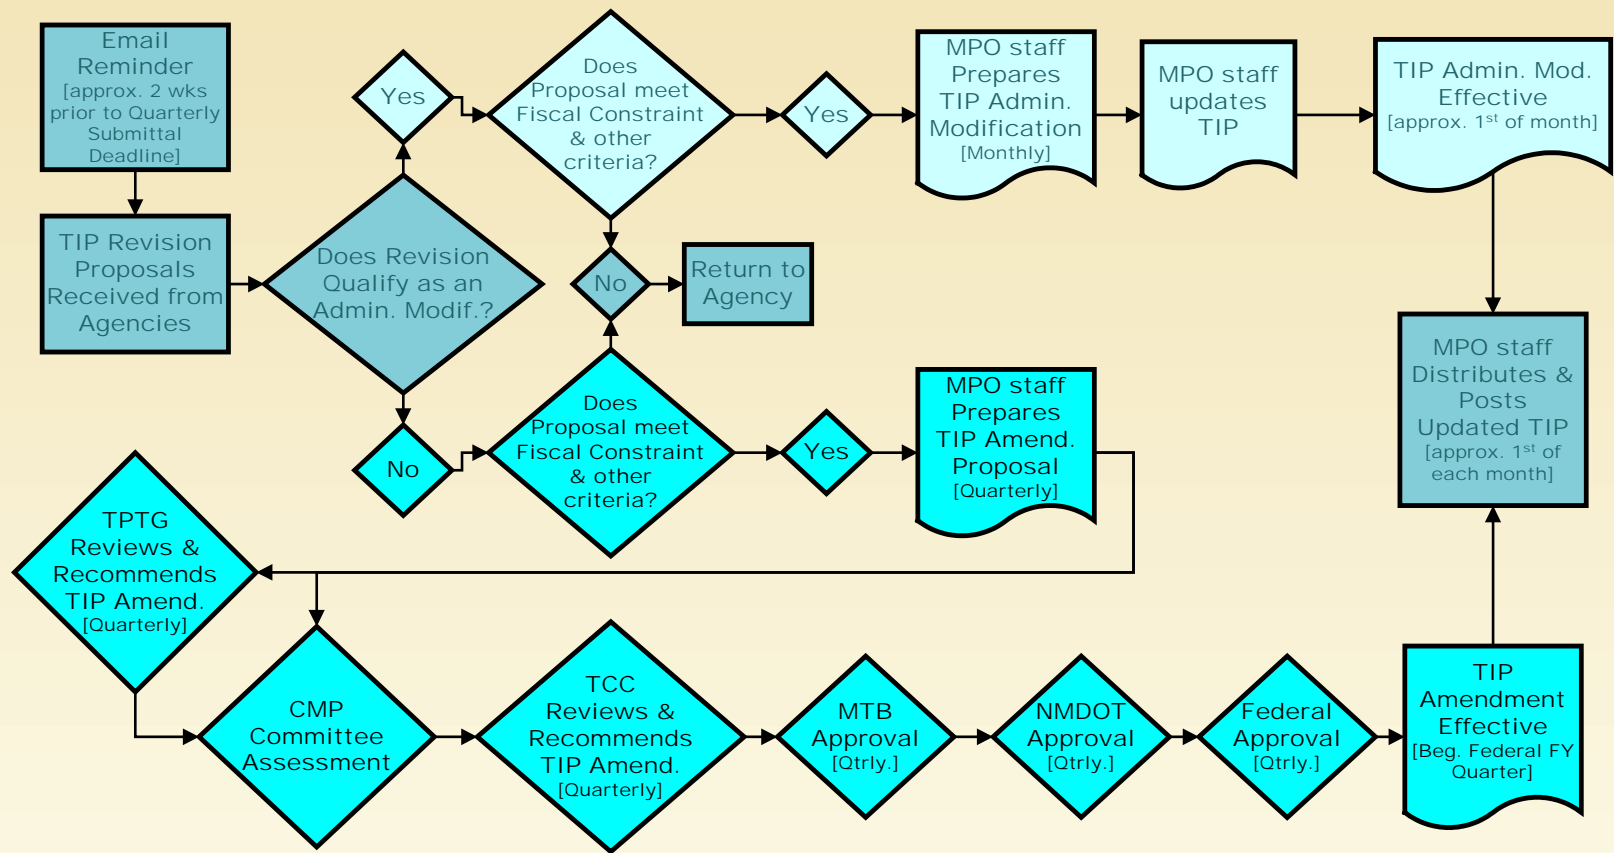 Email
Reminder
[approx. 2 wks
prior to Quarterly
Submittal
Deadline]
TIP Revision
Proposals
Received from
Agencies
Does Revision
Qualify as an
Admin. Modif.?
Yes
Does
Proposal meet
Fiscal Constraint
& other
criteria?
Yes
MPO staff
Prepares
TIP Admin.
Modification
[Monthly]
MPO staff
updates
TIP
TIP Admin. Mod.
Effective
[approx. 1st of month]
No
Return to
Agency
MPO staff
Distributes &
Posts
Updated TIP
[approx. 1st of
each month]
No
Does
Proposal meet
Fiscal Constraint
& other
criteria?
Yes
MPO staff
Prepares
TIP Amend.
Proposal
[Quarterly]
TPTG
Reviews &
Recommends
TIP Amend.
[Quarterly]
CMP
Committee
Assessment
TCC
Reviews &
Recommends
TIP Amend.
[Quarterly]
MTB
Approval
[Qtrly.]
NMDOT
Approval
[Qtrly.]
Federal
Approval
[Qtrly.]
TIP
Amendment
Effective
[Beg. Federal FY
Quarter]